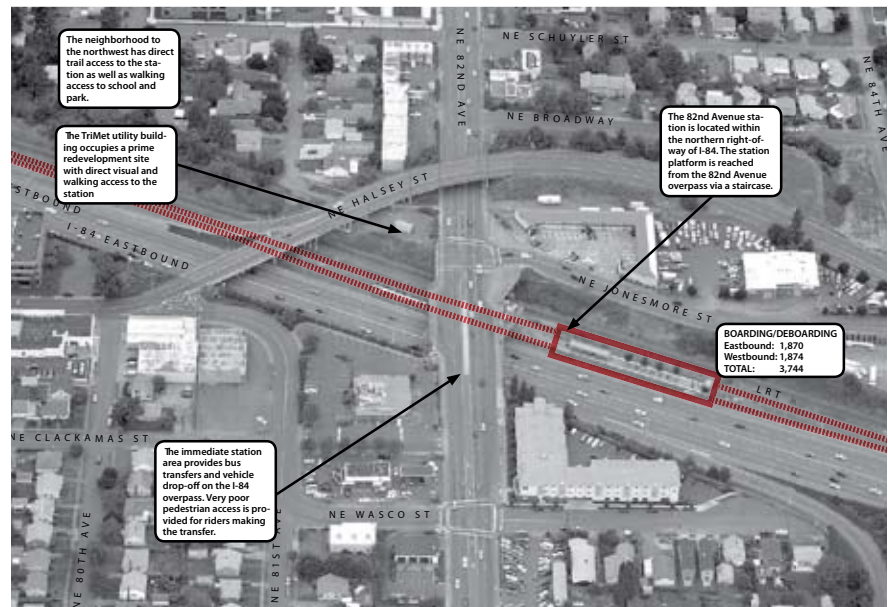 The neighborhood to
the northwest has direct
trail access to the sta-
tion as well as walking
access to school and
park.
NE SCHUYLER ST
NE 82ND AVE
NE 84TH AVE
NE BROADWAY
The TriMet utility build-
ing occupies a prime
redevelopment site
with direct visual and
walking access to the
station
The 82nd Avenue sta-
tion is located within
the northern right-of-
way of I-84. The station
platform is reached
from the 82nd Avenue
overpass via a staircase.
NE HALSEY ST
STBOUND
I-84 EASTBOUND
NE JONESMORE ST
BOARDING/DEBOARDING
Eastbound: 1,870
Westbound: 1,874
TOTAL: 3,744
LRT
NE CLACKAMAS ST
The immediate station
area provides bus
transfers and vehicle
drop-off on the I-84
overpass. Very poor
pedestrian access is pro-
vided for riders making
the transfer.
NE WASCO ST
NE 80TH AVE
NE 81ST AVE